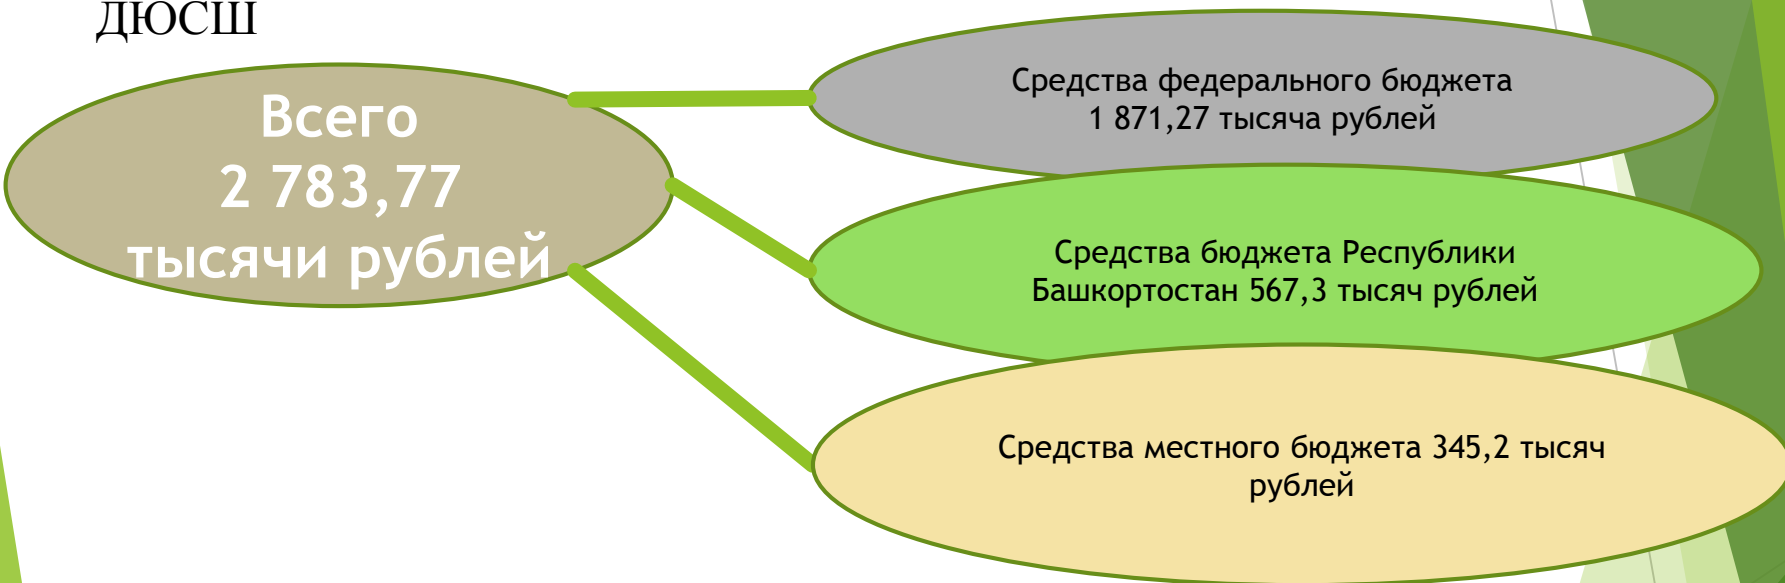 ДЮСШ
Всего
2 783,77
тысячи рублей
Средства федерального бюджета
1 871,27 тысяча рублей
Средства бюджета Республики
Башкортостан 567,3 тысяч рублей
Средства местного бюджета 345,2 тысяч
рублей